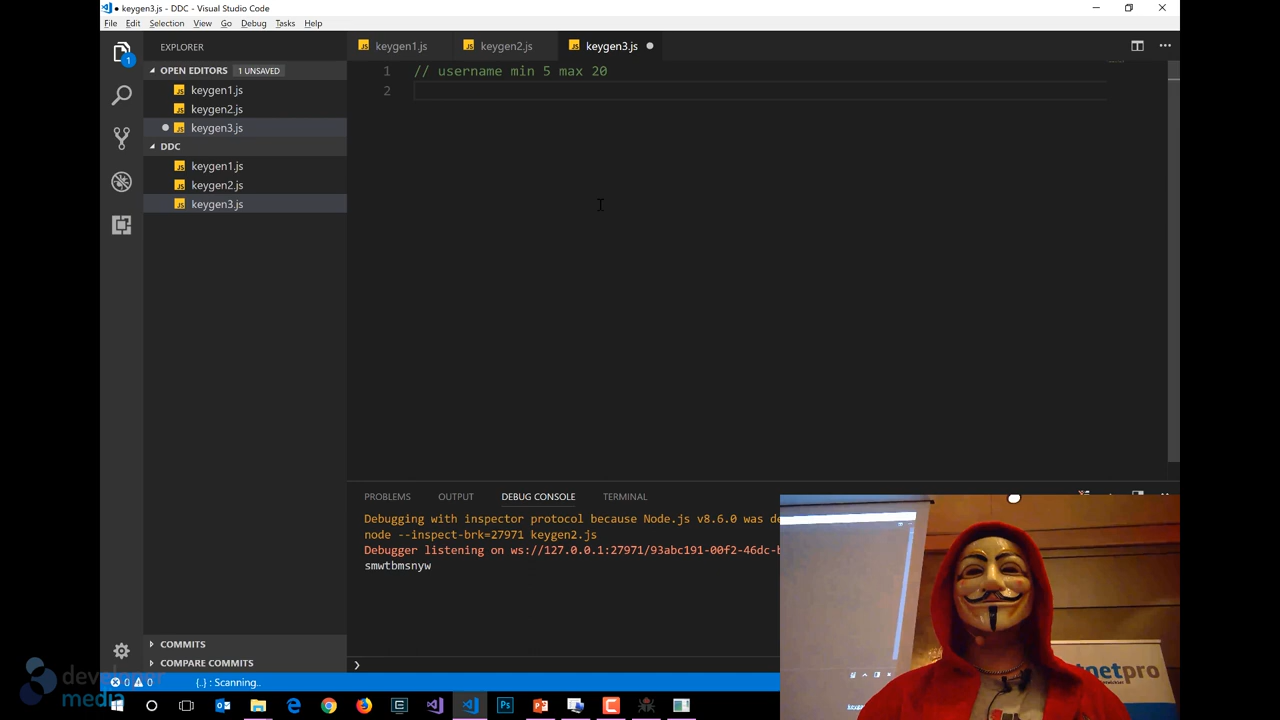 keygen3.js - DDC - Visual Studio Code
File Edit Selection View Go Debug Tasks Help
EXPLORER
keygen1.js keygen2.js keygen3.js
OPEN EDITORS 1 UNSAVED
keygen1.js
keygen2.js
keygen3.js
DDC
keygen1.js
keygen2.js
keygen3.js
1 // username min 5 max 20
2
PROBLEMS OUTPUT DEBUG CONSOLE TERMINAL
Debugging with inspector protocol because Node.js v8.6.0 was
node --inspect-brk=27971 keygen2.js
Debugger listening on ws://127.0.0.1:27971/93abc191-00f2-46dc-
smwtbmsnyw
COMMITS
COMPARE COMMITS
0 0 {..} : Scanning..
developer
media
netpro
1